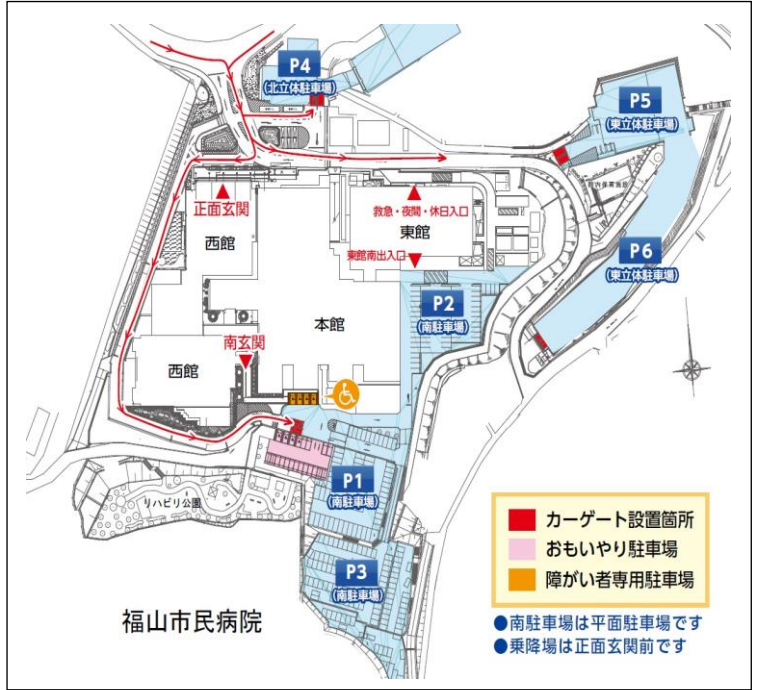 P4
(北立体駐車場)
P5
(東立体駐車場)
院内保育施設
正面玄関
救急・夜間・休日入口
西館
東館
東館南出入口
P6
(東立体駐車場)
P2
(南駐車場)
本館
南玄関
西館
P1
(南駐車場)
リハビリ公園
P3
(南駐車場)
カーゲート設置箇所
おもいやり駐車場
障がい者専用駐車場
福山市民病院
●南駐車場は平面駐車場です
●乗降場は正面玄関前です